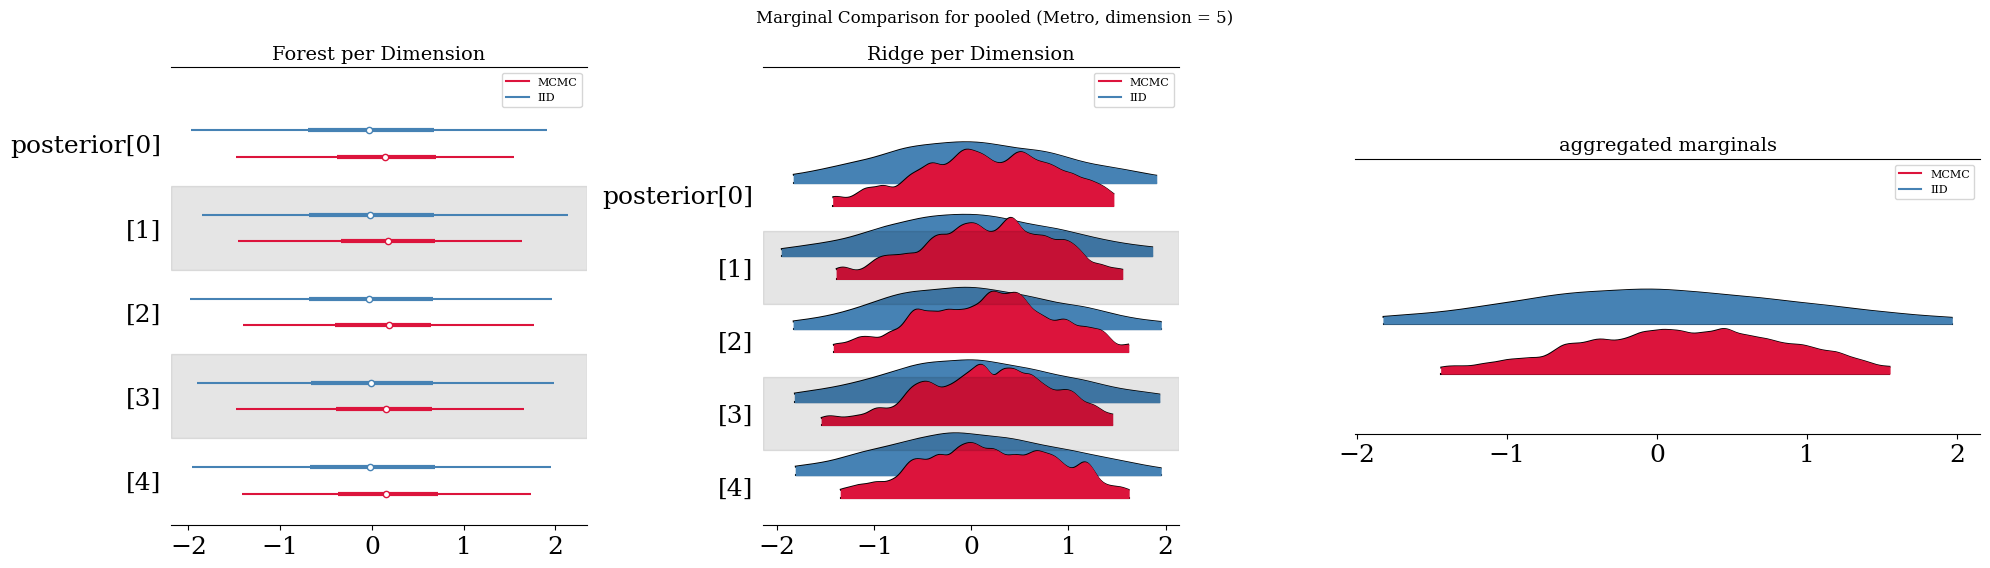 Marginal Comparison for pooled (Metro, dimension = 5)
Forest per Dimension
MCMC
IID
posterior[0]
[1]
[2]
[3]
[4]
−2 −1 0 1 2
Ridge per Dimension
MCMC
IID
posterior[0]
[1]
[2]
[3]
[4]
−2 −1 0 1 2
aggregated marginals
MCMC
IID
−2 −1 0 1 2